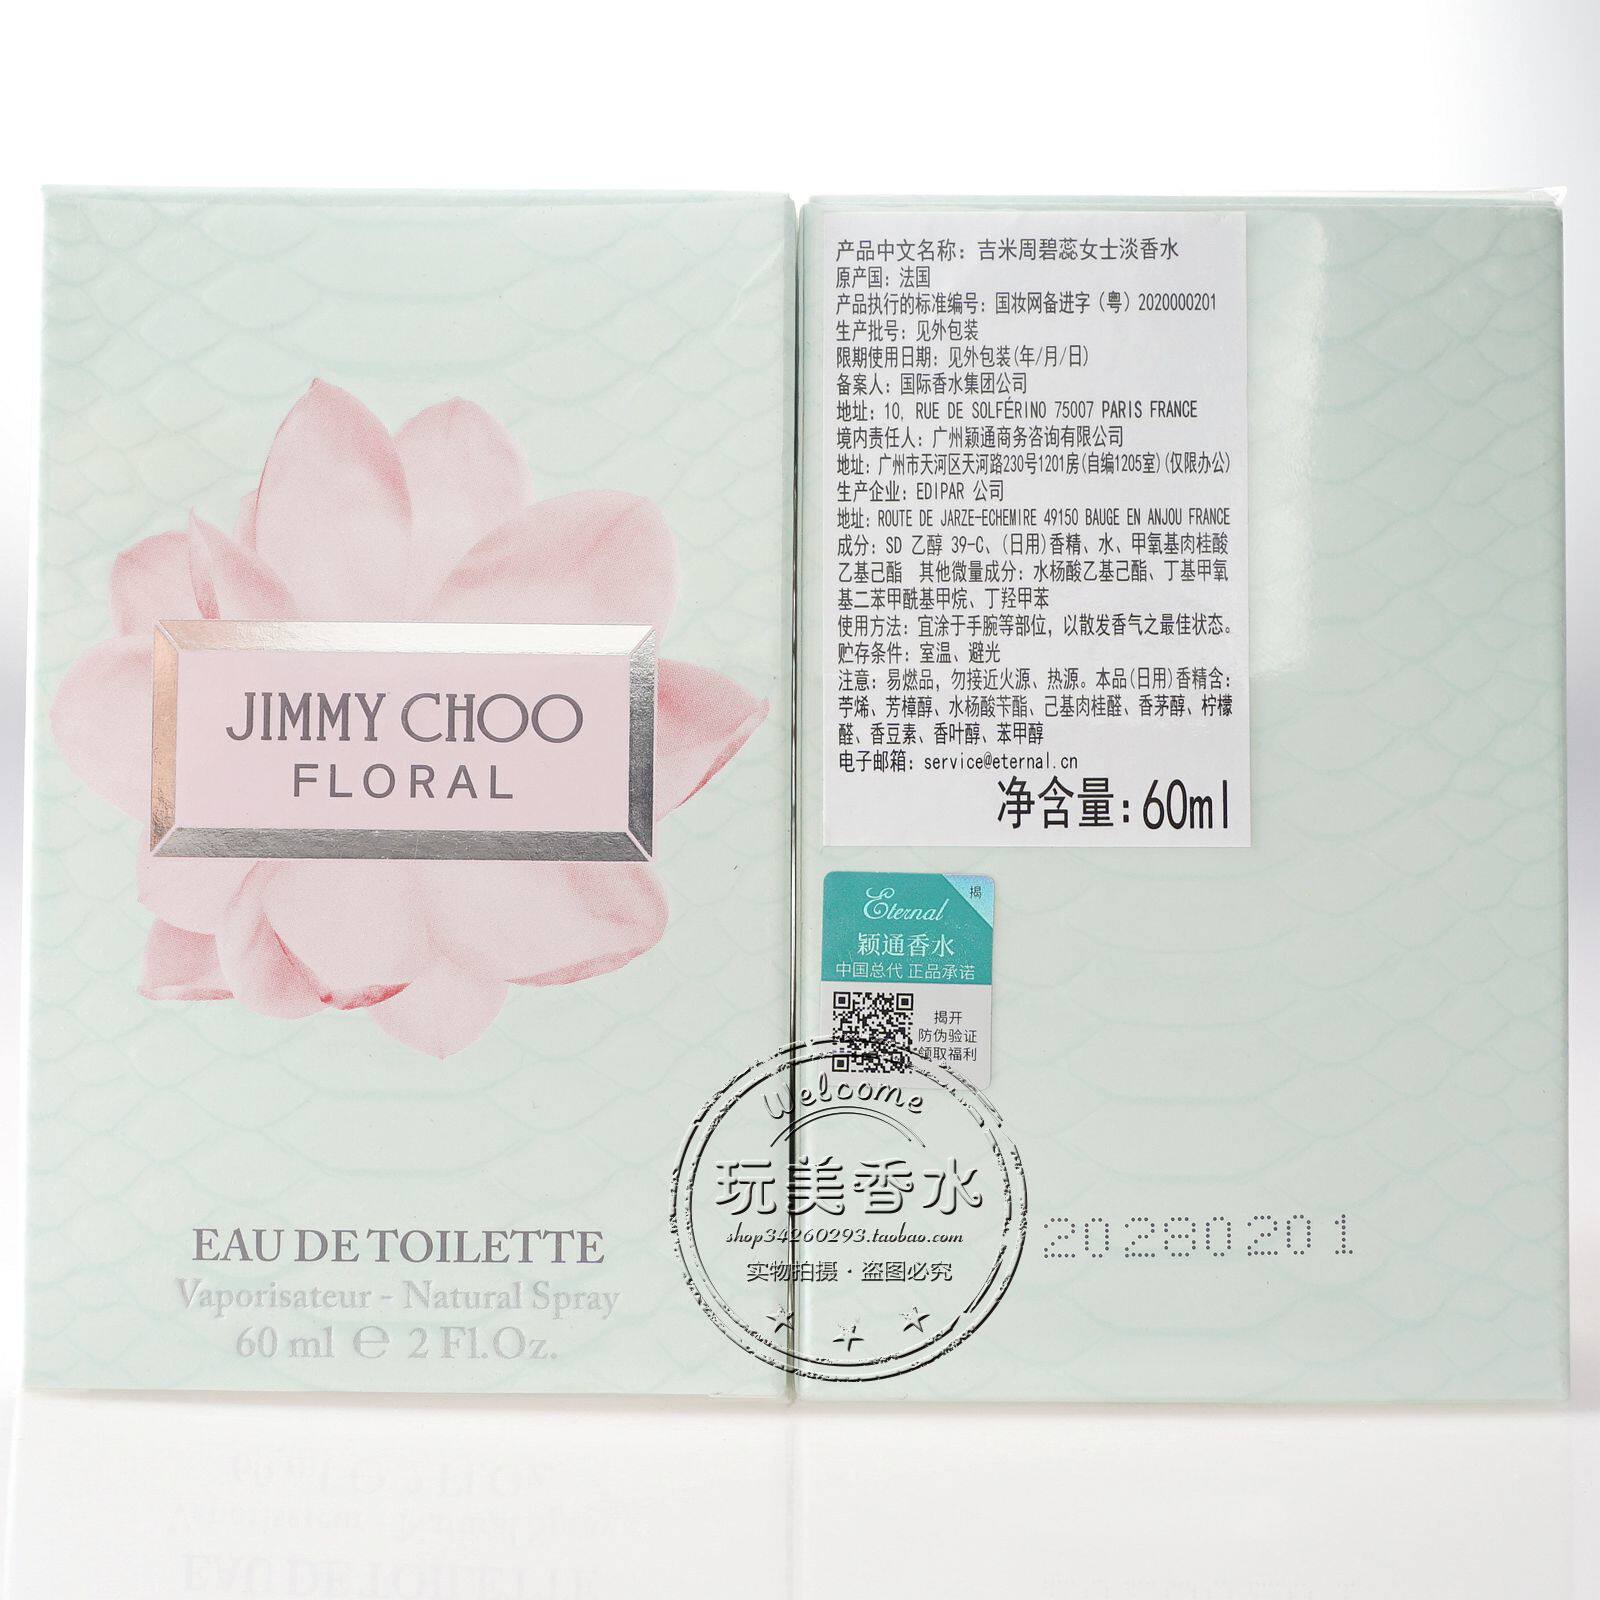 JIMMY CHOO
FLORAL
EAU DE TOILETTE
Vaporisateur - Natural Spray
60 ml ℮ 2 Fl.Oz.
产品中文名称：吉米周碧蕊女士淡香水
原产国：法国
产品执行的标准编号：国妆网备进字（粤）2020000201
生产批号：见外包装
限期使用日期：见外包装(年/月/日)
备案人：国际香水集团公司
地址：10, RUE DE SOLFÉRINO 75007 PARIS FRANCE
境内责任人：广州颖通商务咨询有限公司
地址：广州市天河区天河路230号1201房(自编1205室)(仅限办公)
生产企业：EDIPAR 公司
地址：ROUTE DE JARZE-ECHEMIRE 49150 BAUGE EN ANJOU FRANCE
成分：SD 乙醇 39-C、(日用)香精、水、甲氧基肉桂酸
乙基己酯 其他微量成分：水杨酸乙基己酯、丁基甲氧
基二苯甲酰基甲烷、丁羟甲苯
使用方法：宜涂于手腕等部位，以散发香气之最佳状态。
贮存条件：室温、避光
注意：易燃品，勿接近火源、热源。本品(日用)香精含：
苧烯、芳樟醇、水杨酸苄酯、己基肉桂醛、香茅醇、柠檬
醛、香豆素、香叶醇、苯甲醇
电子邮箱：service@eternal.cn
净含量：60ml
Eternal
揭
颖通香水
中国总代 正品承诺
揭开
防伪验证
领取福利
Welcome
玩美香水
shop34260293.taobao.com
实物拍摄·盗图必究
20280201